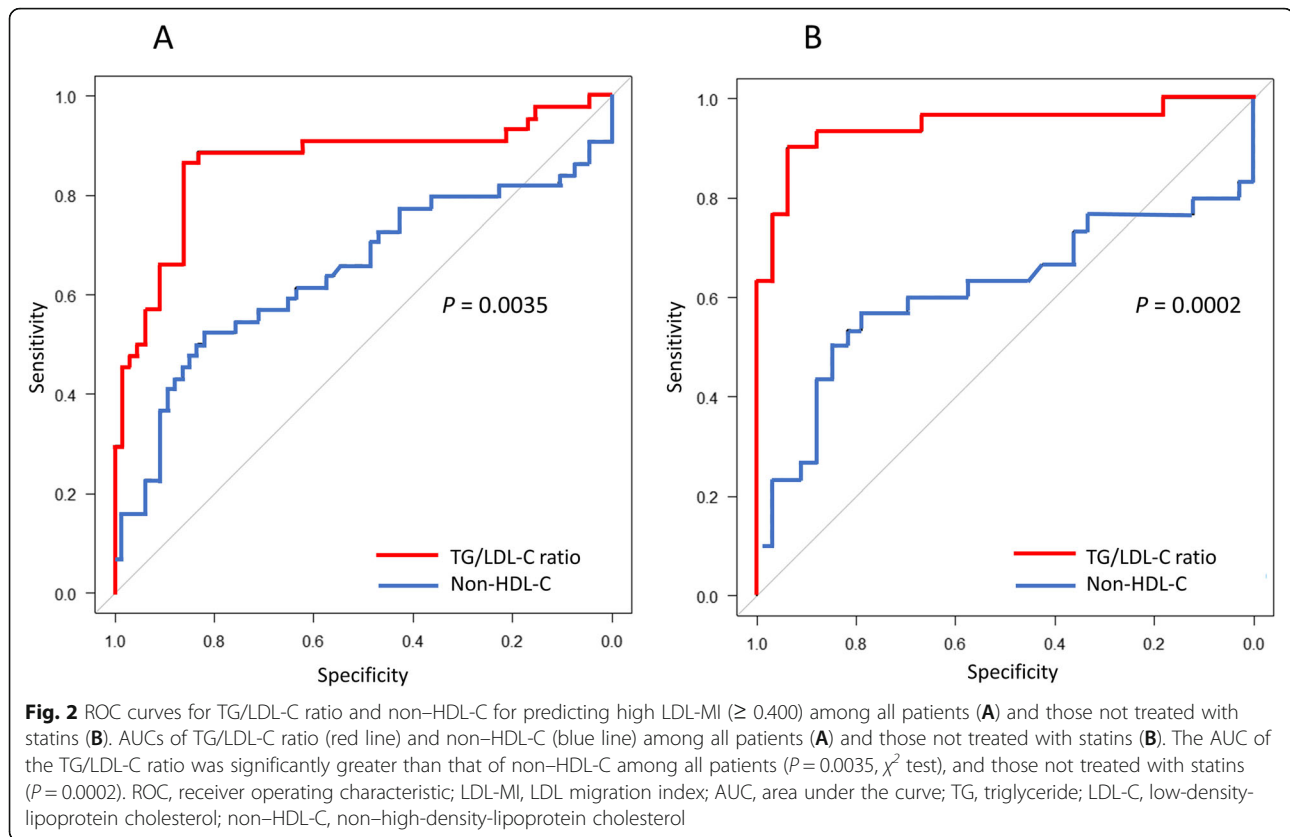 A
B
1.0
0.8
0.6
0.4
0.2
0.0
Sensitivity
P = 0.0035
TG/LDL-C ratio
Non-HDL-C
1.0
0.8
0.6
0.4
0.2
0.0
Specificity
1.0
0.8
0.6
0.4
0.2
0.0
Sensitivity
P = 0.0002
TG/LDL-C ratio
Non-HDL-C
1.0
0.8
0.6
0.4
0.2
0.0
Specificity
Fig. 2 ROC curves for TG/LDL-C ratio and non–HDL-C for predicting high LDL-MI (≥ 0.400) among all patients (A) and those not treated with
statins (B). AUCs of TG/LDL-C ratio (red line) and non–HDL-C (blue line) among all patients (A) and those not treated with statins (B). The AUC of
the TG/LDL-C ratio was significantly greater than that of non–HDL-C among all patients (P = 0.0035, χ² test), and those not treated with statins
(P = 0.0002). ROC, receiver operating characteristic; LDL-MI, LDL migration index; AUC, area under the curve; TG, triglyceride; LDL-C, low-density-
lipoprotein cholesterol; non–HDL-C, non–high-density-lipoprotein cholesterol